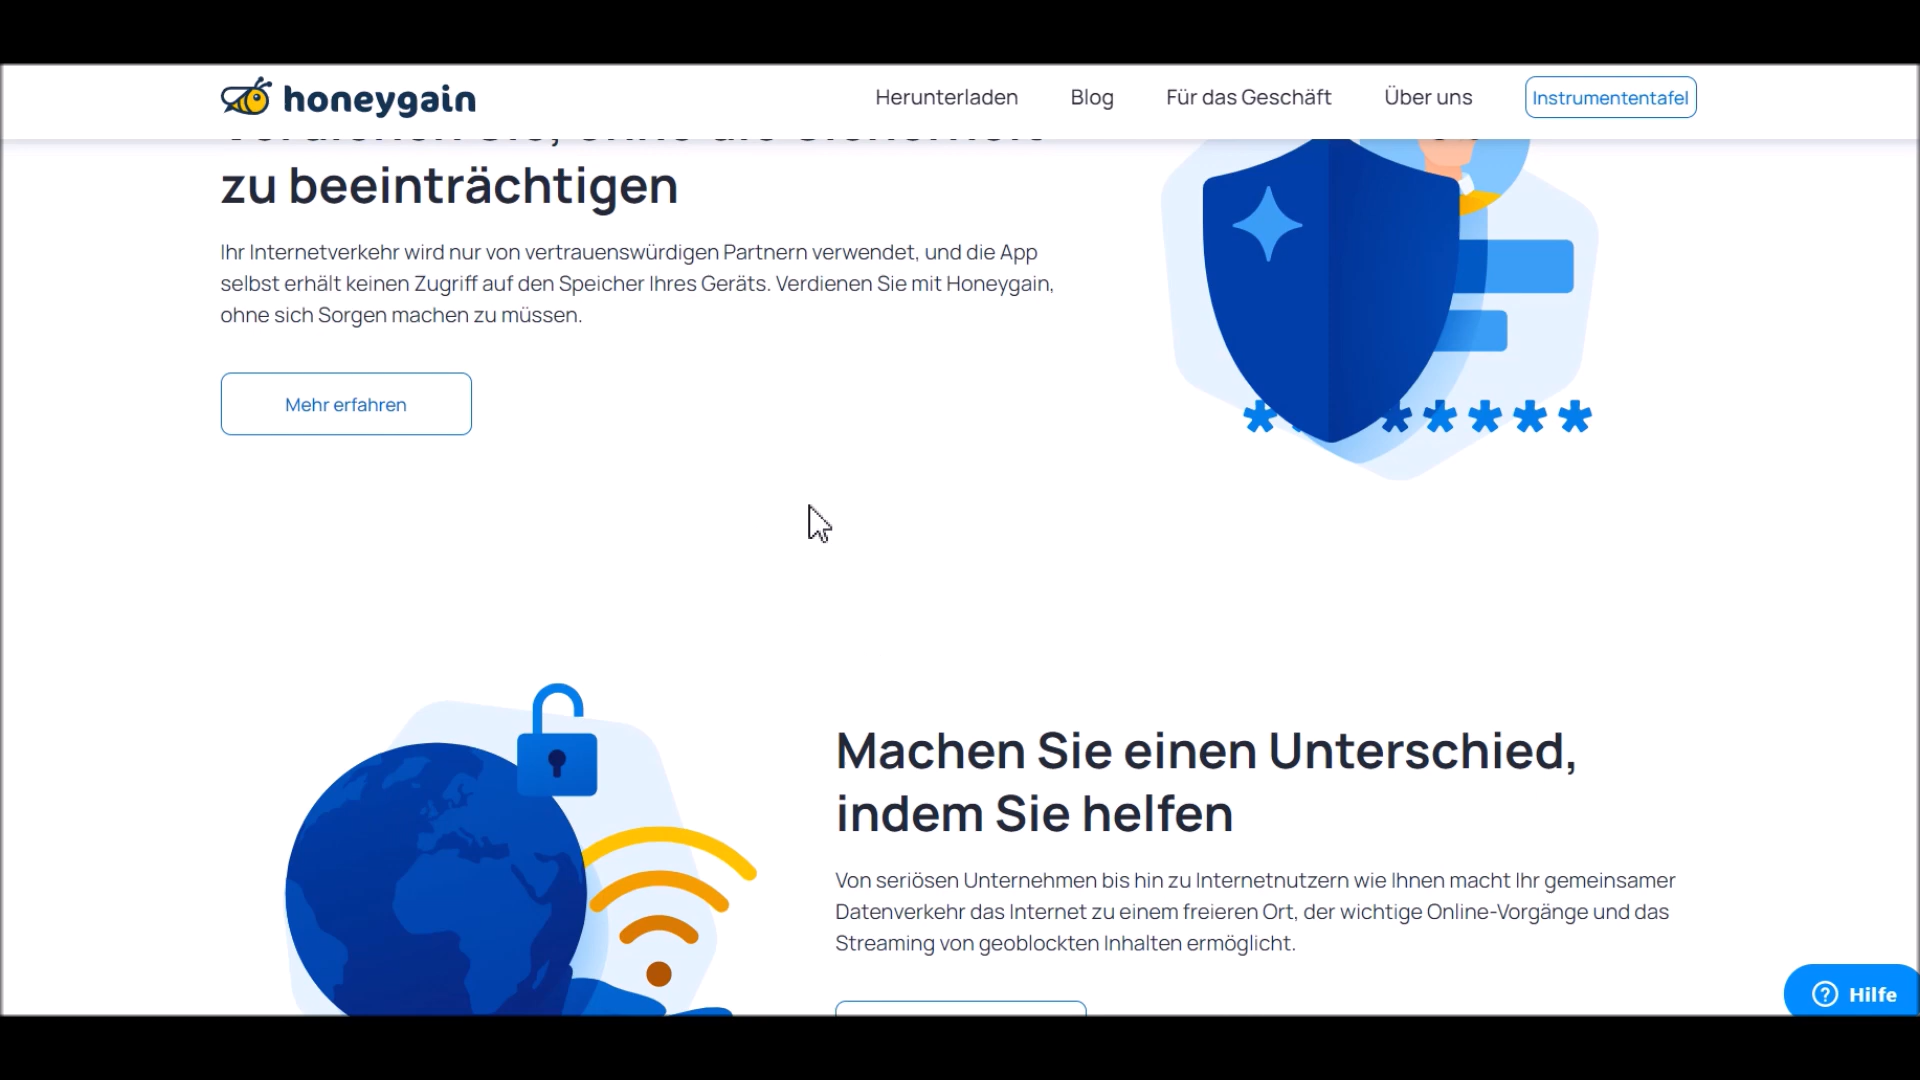 honeygain
Herunterladen
Blog
Für das Geschäft
Über uns
Instrumententafel
zu beeinträchtigen
Ihr Internetverkehr wird nur von vertrauenswürdigen Partnern verwendet, und die App
selbst erhält keinen Zugriff auf den Speicher Ihres Geräts. Verdienen Sie mit Honeygain,
ohne sich Sorgen machen zu müssen.
Mehr erfahren
Machen Sie einen Unterschied,
indem Sie helfen
Von seriösen Unternehmen bis hin zu Internetnutzern wie Ihnen macht Ihr gemeinsamer
Datenverkehr das Internet zu einem freieren Ort, der wichtige Online-Vorgänge und das
Streaming von geoblockten Inhalten ermöglicht.
Hilfe